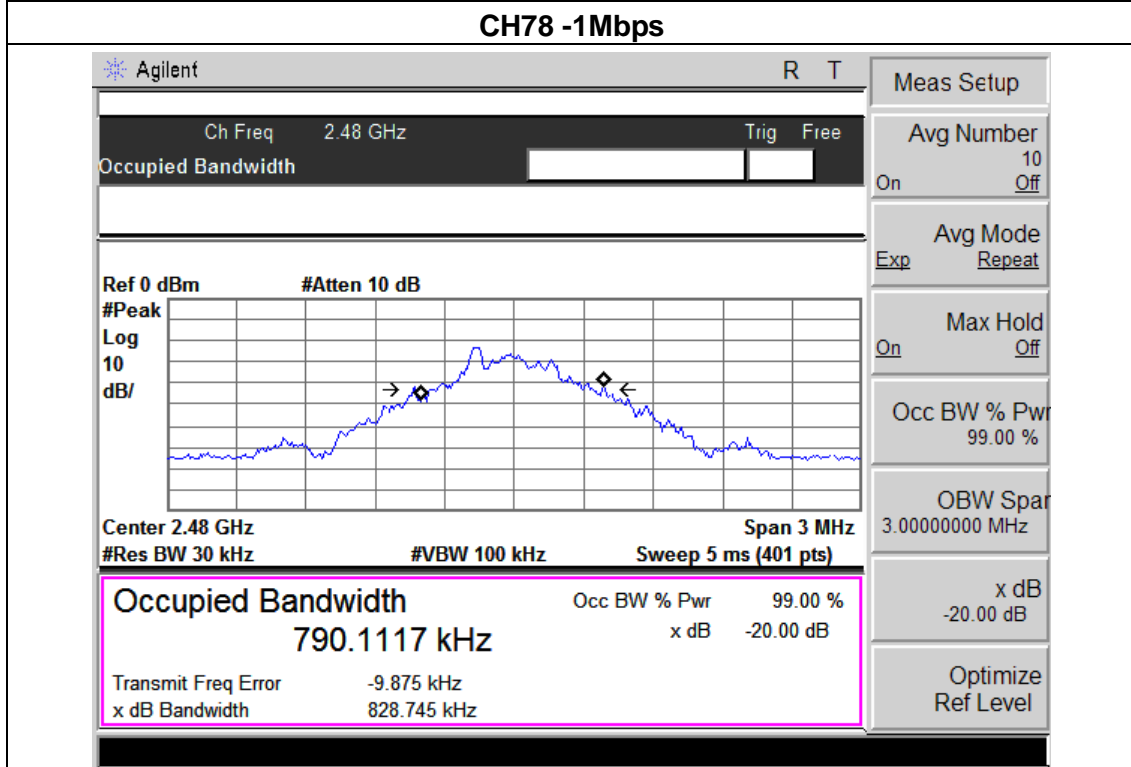 CH78 -1Mbps
Agilent R T
Ch Freq 2.48 GHz Trig Free
Occupied Bandwidth
Ref 0 dBm #Atten 10 dB
#Peak
Log
10
dB/
Center 2.48 GHz Span 3 MHz
#Res BW 30 kHz #VBW 100 kHz Sweep 5 ms (401 pts)
Occupied Bandwidth
790.1117 kHz
Occ BW % Pwr 99.00 %
x dB -20.00 dB
Transmit Freq Error -9.875 kHz
x dB Bandwidth 828.745 kHz
Meas Setup
Avg Number
10
On Off
Avg Mode
Exp Repeat
Max Hold
On Off
Occ BW % Pwr
99.00 %
OBW Span
3.00000000 MHz
x dB
-20.00 dB
Optimize
Ref Level